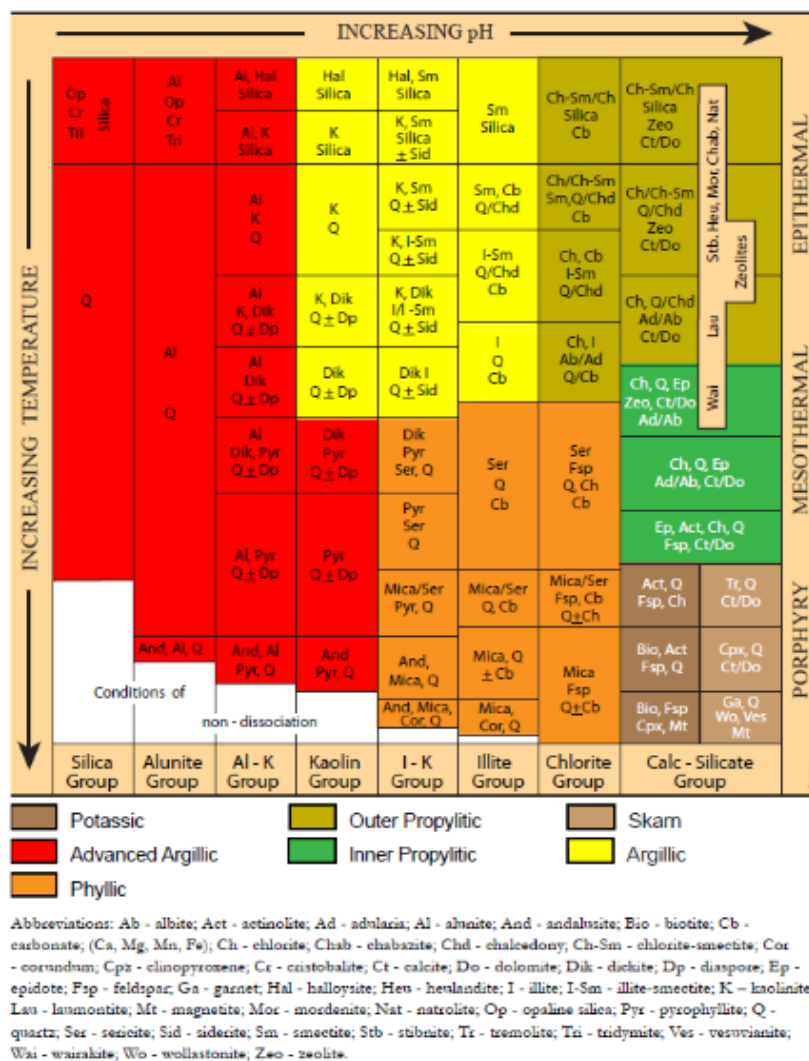 INCREASING pH
INCREASING TEMPERATURE
EPITHERMAL
MESOTHERMAL
PORPHYRY
Op
Cr
Tri
Silica
Q
Silica
Group
Al
Op
Cr
Tri
Al
Q
And, Al, Q
Alunite
Group
Al, Hal
Silica
Al, K
Silica
Al
K
Q
Al
K, Dik
Q ± Dp
Al
Dik
Q ± Dp
Al
Dik, Pyr
Q ± Dp
Al, Pyr
Q ± Dp
And, Al
Pyr, Q
Al - K
Group
Hal
Silica
K
Silica
K
Q
K, Dik
Q ± Dp
Dik
Q ± Dp
Dik
Pyr
Q ± Dp
Pyr
Q ± Dp
And
Pyr, Q
Kaolin
Group
Conditions of
non - dissociation
Hal, Sm
Silica
K, Sm
Silica
± Sid
K, Sm
Q ± Sid
K, I-Sm
Q ± Sid
K, Dik
I/I -Sm
Q ± Sid
Dik I
Q ± Sid
Dik
Pyr
Ser, Q
Pyr
Ser
Q
Mica/Ser
Pyr, Q
And,
Mica, Q
And, Mica,
Cor, Q
I - K
Group
Sm
Silica
Sm, Cb
Q/Chd
I-Sm
Q/Chd
Cb
I
Q
Cb
Ser
Q
Cb
Mica/Ser
Q, Cb
Mica, Q
± Cb
Mica,
Cor, Q
Illite
Group
Ch-Sm/Ch
Silica
Cb
Ch/Ch-Sm
Sm,Q/Chd
Cb
Ch, Cb
I-Sm
Q/Chd
Ch, I
Ab/Ad
Q/Cb
Ser
Fsp
Q, Ch
Cb
Mica/Ser
Fsp, Cb
Q±Ch
Mica
Fsp
Q±Cb
Chlorite
Group
Ch-Sm/Ch
Silica
Zeo
Ct/Do
Ch/Ch-Sm
Q/Chd
Zeo
Ct/Do
Ch, Q/Chd
Ad/Ab
Ct/Do
Ch, Q, Ep
Zeo, Ct/Do
Ad/Ab
Ch, Q, Ep
Ad/Ab, Ct/Do
Ep, Act, Ch, Q
Fsp, Ct/Do
Act, Q
Fsp, Ch
Tr, Q
Ct/Do
Bio, Act
Fsp, Q
Cpx, Q
Ct/Do
Bio, Fsp
Cpx, Mt
Ga, Q
Wo, Ves
Mt
Calc - Silicate
Group
Stb, Heu, Mor, Chab, Nat
Lau
Wai
Zeolites
Potassic
Outer Propylitic
Skarn
Advanced Argillic
Inner Propylitic
Argillic
Phyllic
Abbreviations: Ab - albite; Act - actinolite; Ad - adularia; Al - alunite; And - andalusite; Bio - biotite; Cb -
carbonate; (Ca, Mg, Mn, Fe); Ch - chlorite; Chab - chabazite; Chd - chalcedony; Ch-Sm - chlorite-smectite; Cor
- corundum; Cpx - clinopyroxene; Cr - cristobalite; Ct - calcite; Do - dolomite; Dik - dickite; Dp - diaspore; Ep -
epidote; Fsp - feldspar; Ga - garnet; Hal - halloysite; Heu - heulandite; I - illite; I-Sm - illite-smectite; K – kaolinite
Lau - laumontite; Mt - magnetite; Mor - mordenite; Nat - natrolite; Op - opaline silica; Pyr - pyrophyllite; Q -
quartz; Ser - sericite; Sid - siderite; Sm - smectite; Stb - stibnite; Tr - tremolite; Tri - tridymite; Ves - vesuvianite;
Wai - wairakite; Wo - wollastonite; Zeo - zeolite.